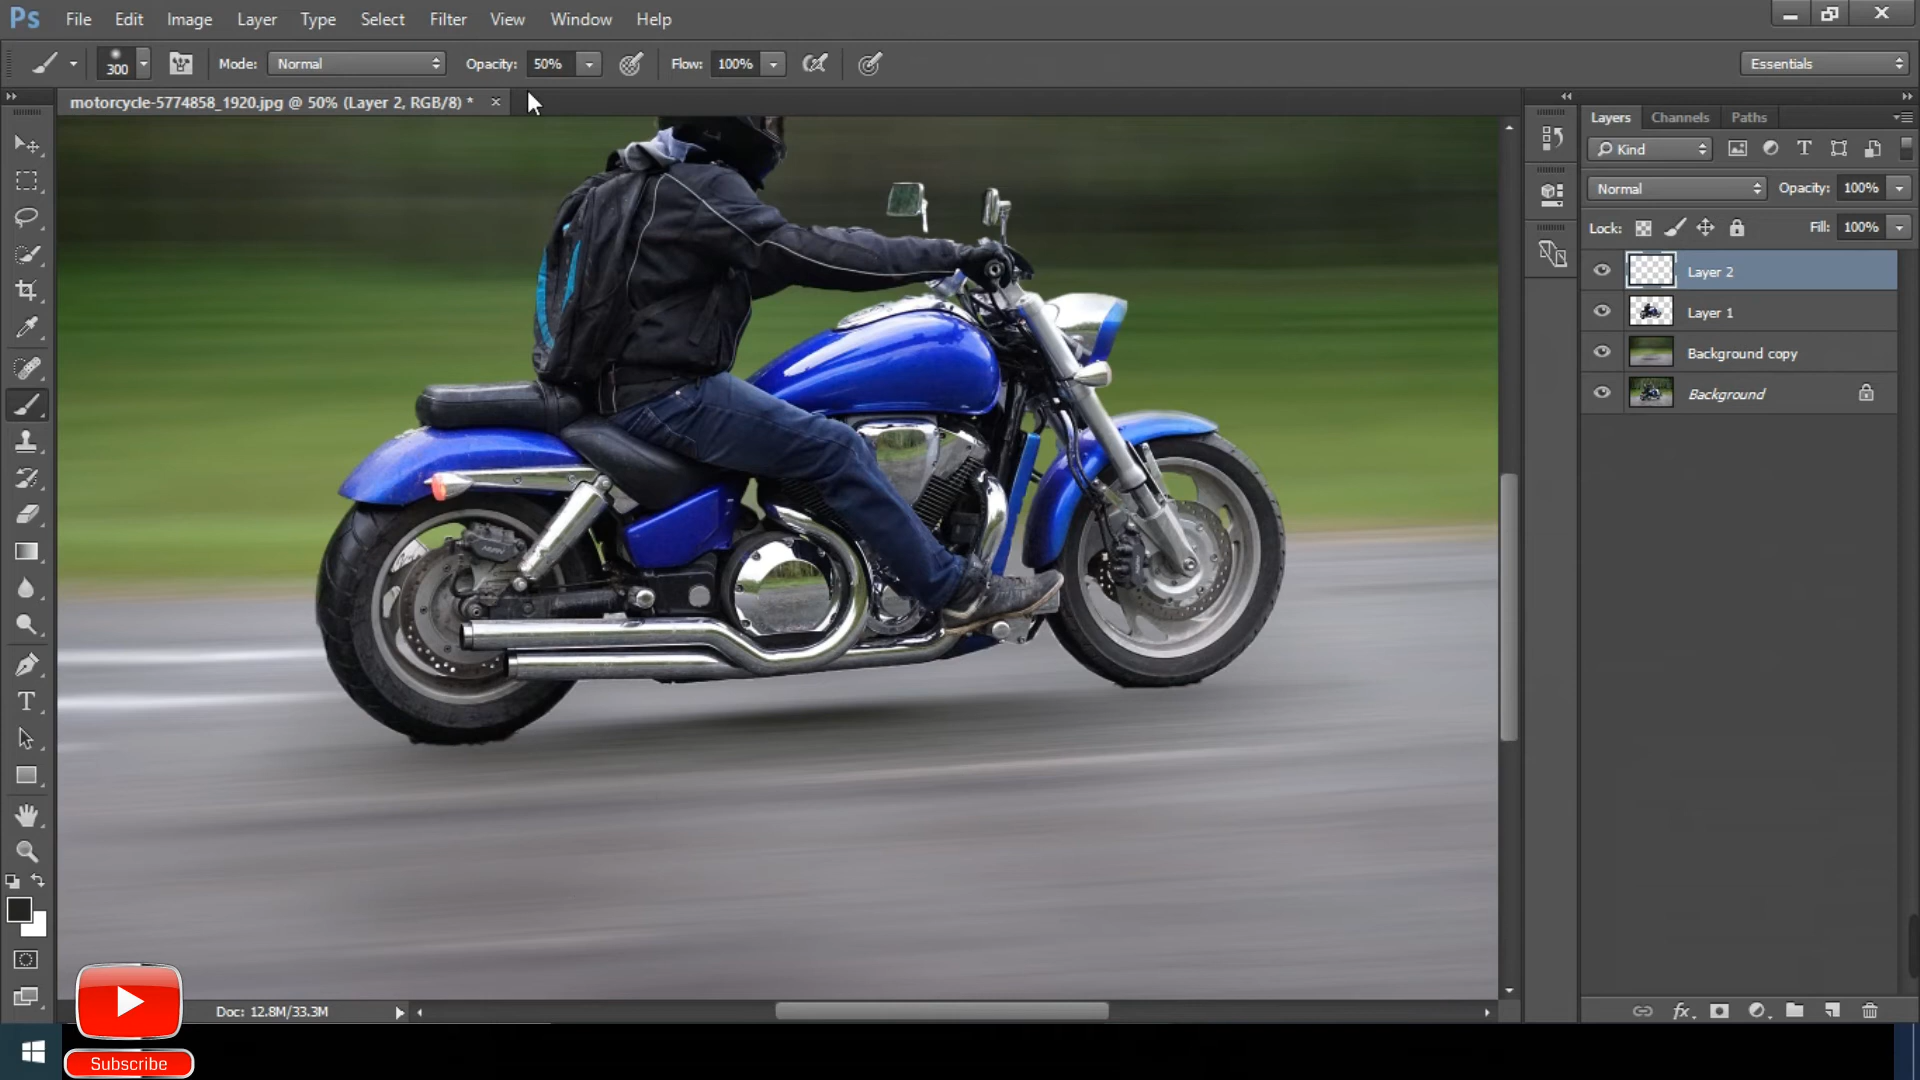 Ps File Edit Image Layer Type Select Filter View Window Help
300 Mode: Normal Opacity: 50% Flow: 100% Essentials
motorcycle-5774858_1920.jpg @ 50% (Layer 2, RGB/8) *
Layers Channels Paths
Kind
Normal Opacity: 100%
Lock: Fill: 100%
Layer 2
Layer 1
Background copy
Background
Doc: 12.8M/33.3M
Subscribe